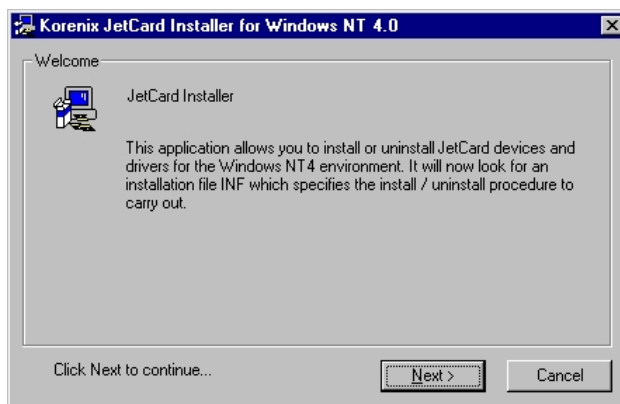 Korenix JetCard Installer for Windows NT 4.0
Welcome
JetCard Installer
This application allows you to install or uninstall JetCard devices and
drivers for the Windows NT4 environment. It will now look for an
installation file INF which specifies the install / uninstall procedure to
carry out.
Click Next to continue...
Next >
Cancel